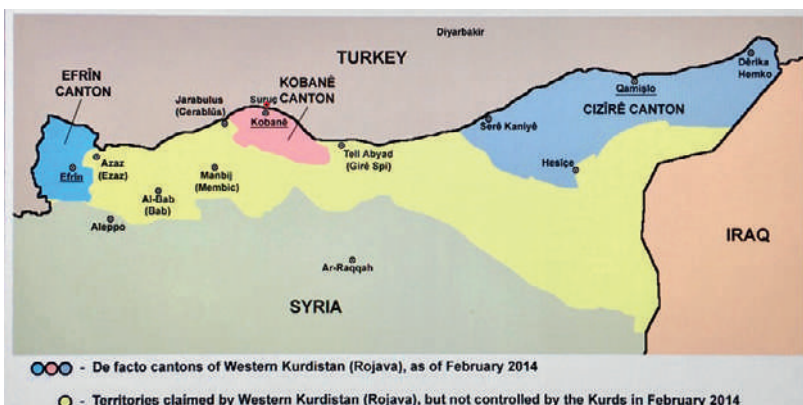 Diyarbakir
TURKEY
EFRÎN
CANTON
KOBANÊ
CANTON
Jarabulus
(Cerablûs)
Suruç
Kobanê
Dêrika
Hemko
Qamişlo
CIZÎRÊ CANTON
Serê Kaniyê
Azaz
(Ezaz)
Efrîn
Manbij
(Membic)
Tell Abyad
(Girê Spî)
Hesîçe
Al-Bab
(Bab)
Aleppo
IRAQ
Ar-Raqqah
SYRIA
- De facto cantons of Western Kurdistan (Rojava), as of February 2014
- Territories claimed by Western Kurdistan (Rojava), but not controlled by the Kurds in February 2014